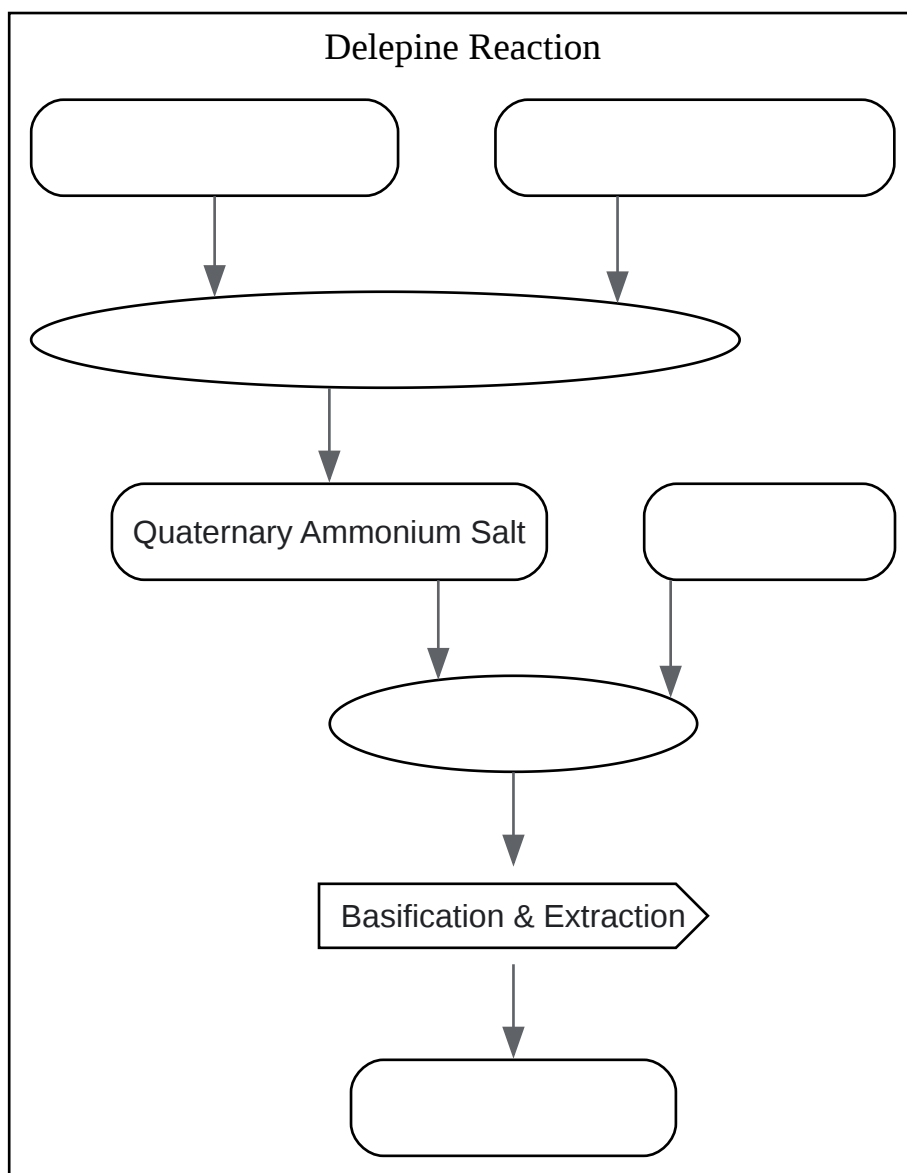 Delepine Reaction
Quaternary Ammonium Salt
Basification & Extraction